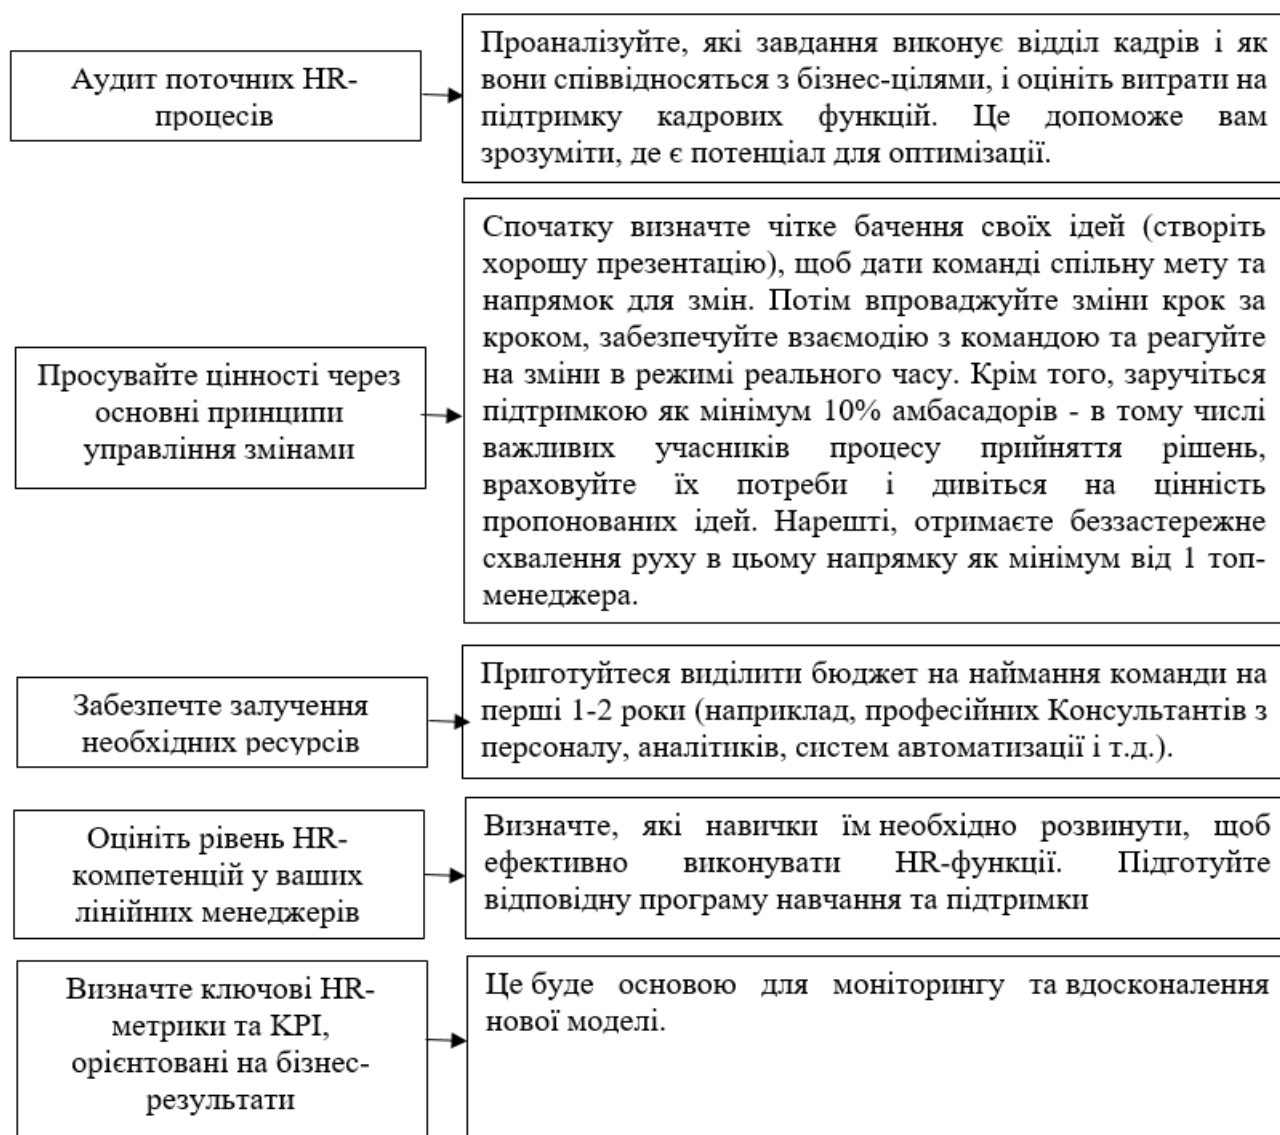 Аудит поточних HR-
процесів
Проаналізуйте, які завдання виконує відділ кадрів і як
вони співвідносяться з бізнес-цілями, і оцініть витрати на
підтримку кадрових функцій. Це допоможе вам
зрозуміти, де є потенціал для оптимізації.
Просувайте цінності через
основні принципи
управління змінами
Спочатку визначте чітке бачення своїх ідей (створіть
хорошу презентацію), щоб дати команді спільну мету та
напрямок для змін. Потім впроваджуйте зміни крок за
кроком, забезпечуйте взаємодію з командою та реагуйте
на зміни в режимі реального часу. Крім того, заручіться
підтримкою як мінімум 10% амбасадорів - в тому числі
важливих учасників процесу прийняття рішень,
враховуйте їх потреби і дивіться на цінність
пропонованих ідей. Нарешті, отримаєте беззастережне
схвалення руху в цьому напрямку як мінімум від 1 топ-
менеджера.
Забезпечте залучення
необхідних ресурсів
Приготуйтеся виділити бюджет на наймання команди на
перші 1-2 роки (наприклад, професійних Консультантів з
персоналу, аналітиків, систем автоматизації і т.д.).
Оцініть рівень HR-
компетенцій у ваших
лінійних менеджерів
Визначте, які навички їм необхідно розвинути, щоб
ефективно виконувати HR-функції. Підготуйте
відповідну програму навчання та підтримки
Визначте ключові HR-
метрики та KPI,
орієнтовані на бізнес-
результати
Це буде основою для моніторингу та вдосконалення
нової моделі.